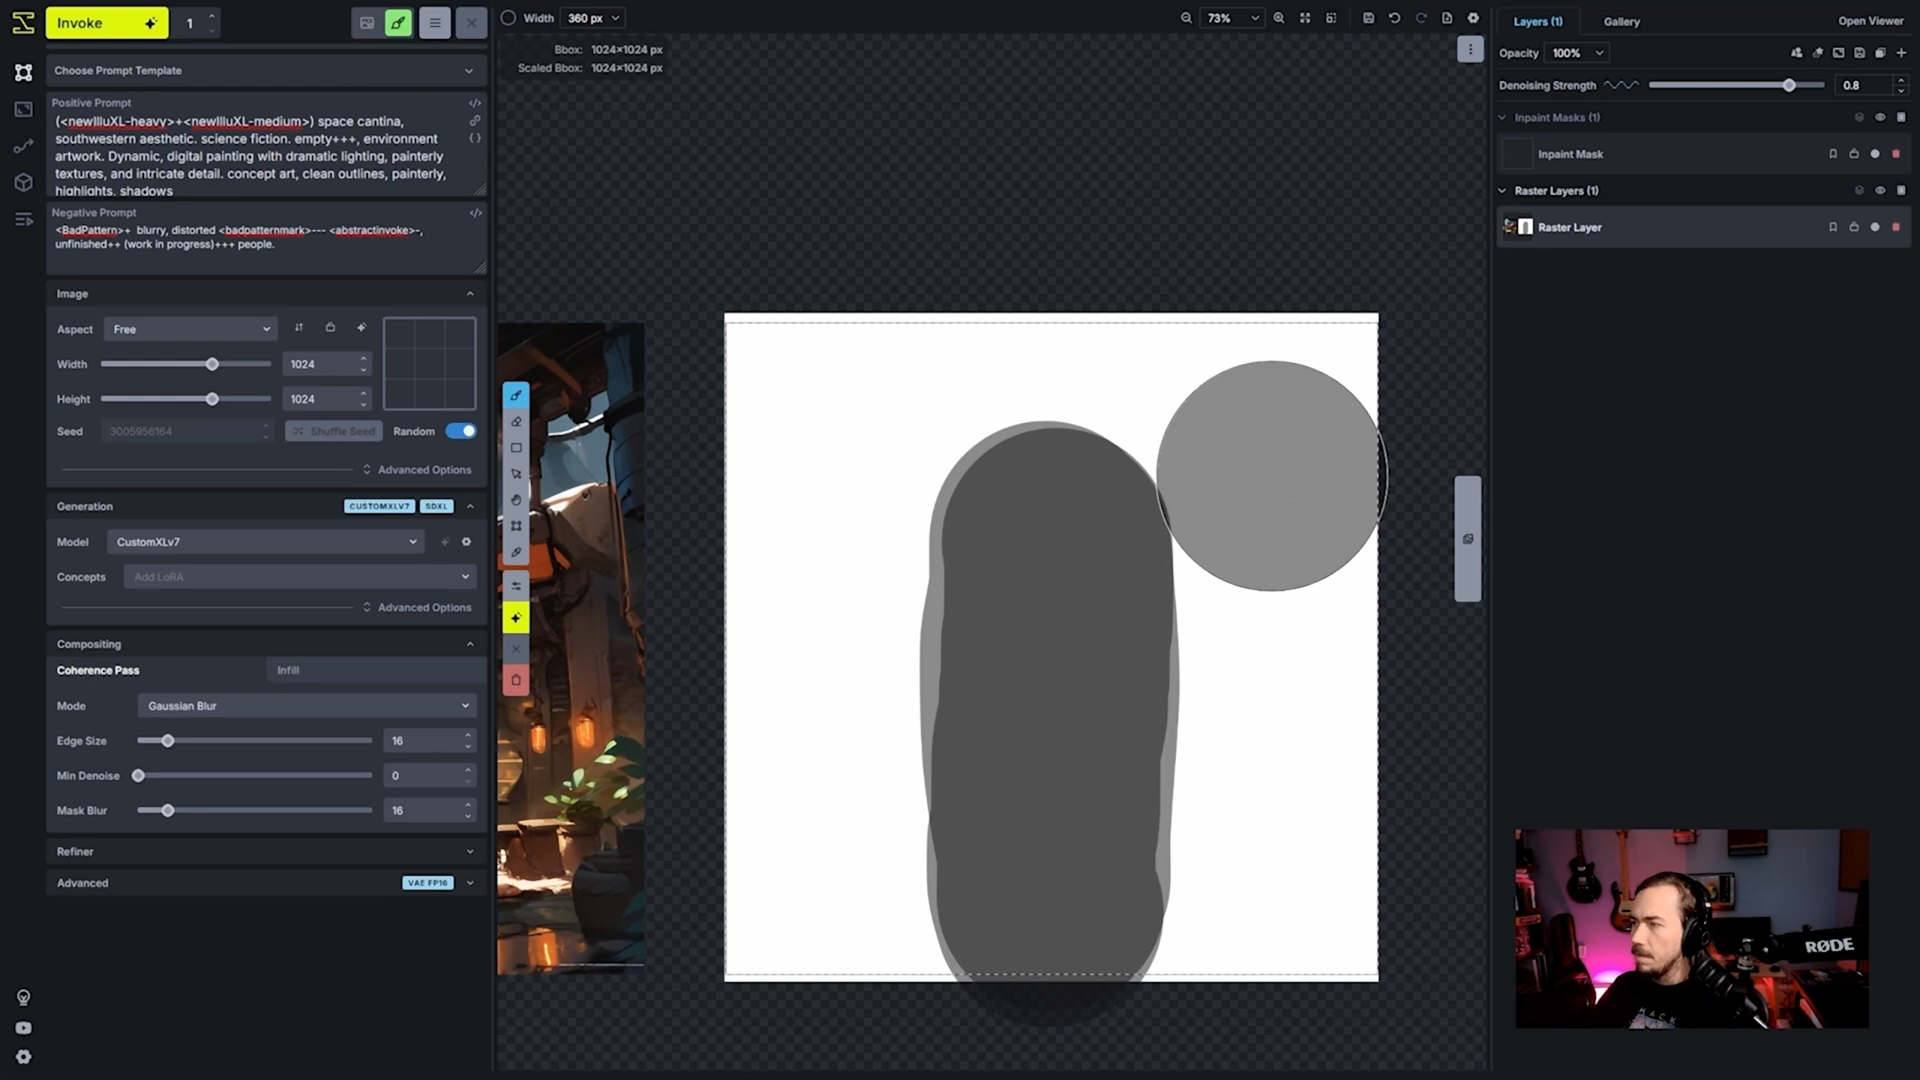 Invoke
1
Width
360 px
73%
Layers (1)
Gallery
Open Viewer
Bbox: 1024×1024 px
Scaled Bbox: 1024×1024 px
Opacity
100%
Denoising Strength
0.8
Inpaint Masks (1)
Inpaint Mask
Raster Layers (1)
Raster Layer
Choose Prompt Template
Positive Prompt
(<newIlluXL-heavy>+<newIlluXL-medium>) space cantina,
southwestern aesthetic. science fiction. empty+++, environment
artwork. Dynamic, digital painting with dramatic lighting, painterly
textures, and intricate detail. concept art, clean outlines, painterly,
highlights. shadows
Negative Prompt
<BadPattern>+ blurry, distorted <badpatternmark>--- <abstractinvoke>-,
unfinished++ (work in progress)+++ people.
Image
Aspect
Free
Width
1024
Height
1024
Seed
3005956164
Shuffle Seed
Random
Advanced Options
Generation
CUSTOMXLV7
SDXL
Model
CustomXLv7
Concepts
Add LoRA
Advanced Options
Compositing
Coherence Pass
Infill
Mode
Gaussian Blur
Edge Size
16
Min Denoise
0
Mask Blur
16
Refiner
Advanced
VAE FP16
RØDE